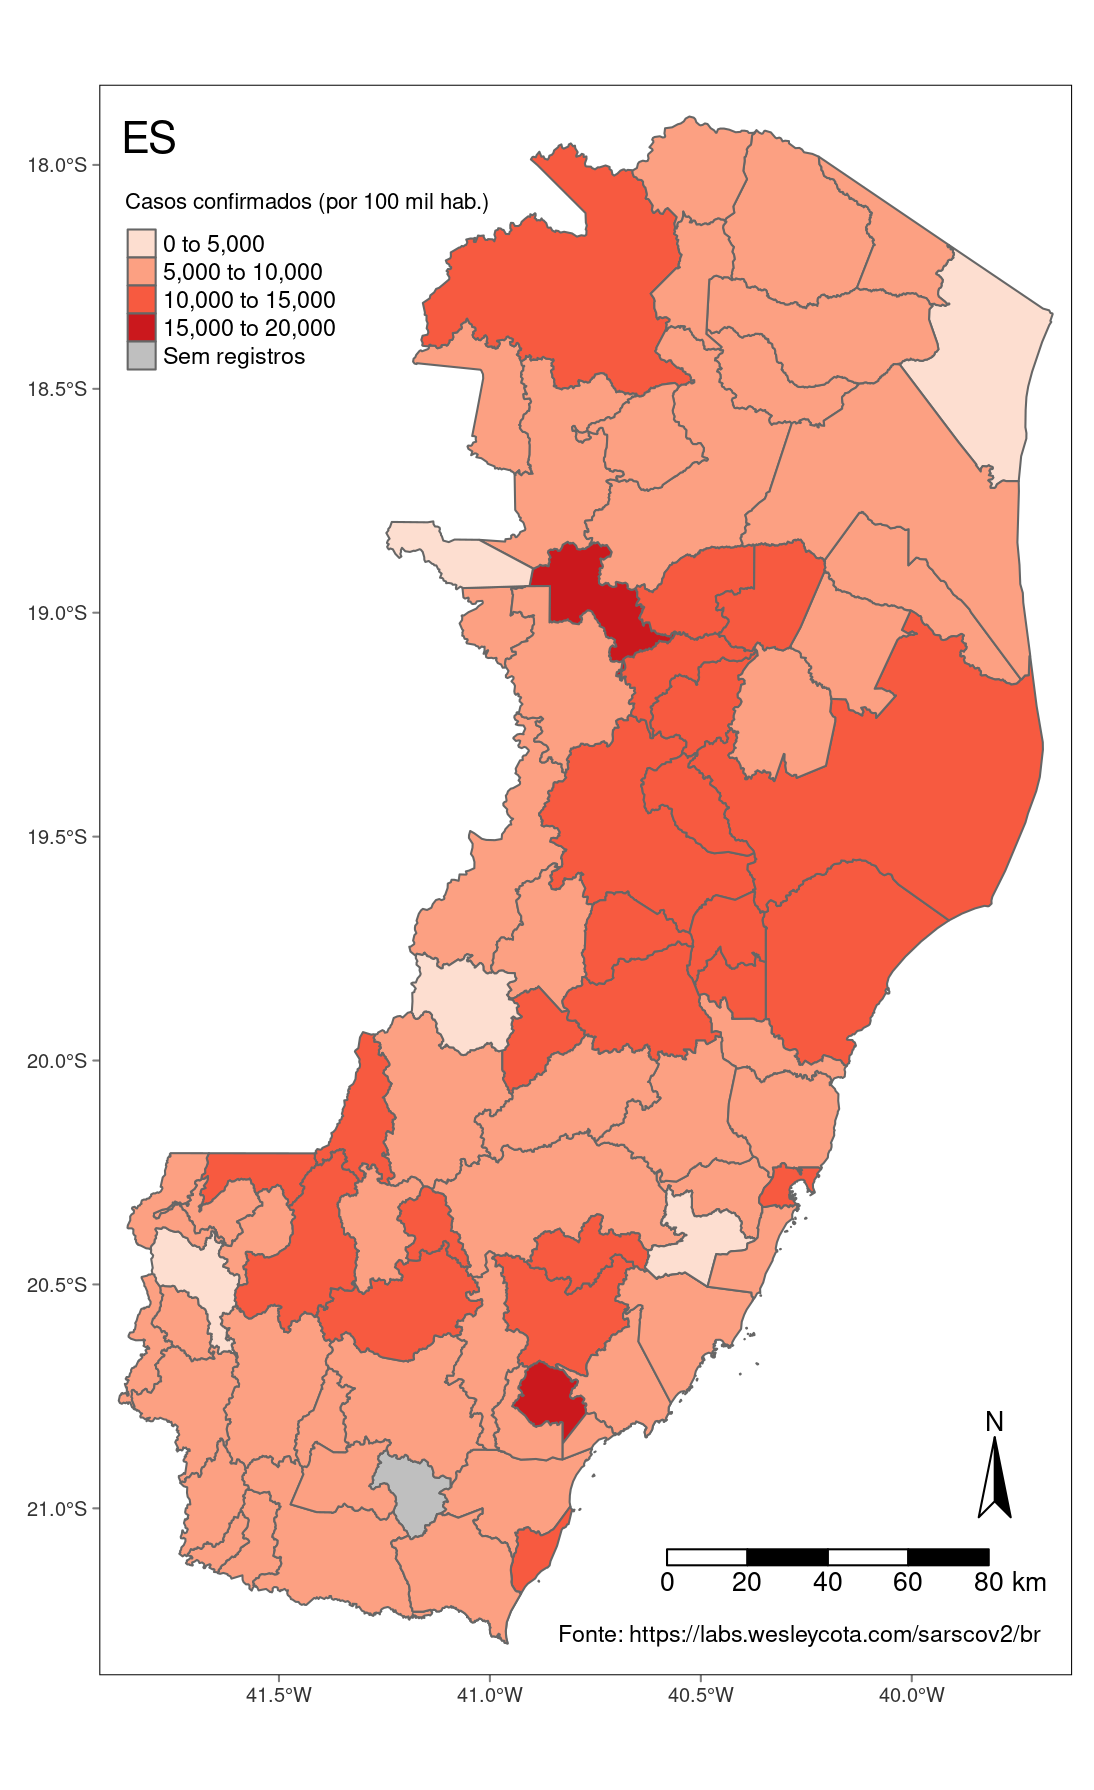 ES
Casos confirmados (por 100 mil hab.)
0 to 5,000
5,000 to 10,000
10,000 to 15,000
15,000 to 20,000
Sem registros
18.0°S
18.5°S
19.0°S
19.5°S
20.0°S
20.5°S
21.0°S
N
0 20 40 60 80 km
Fonte: https://labs.wesleycota.com/sarscov2/br
41.5°W 41.0°W 40.5°W 40.0°W